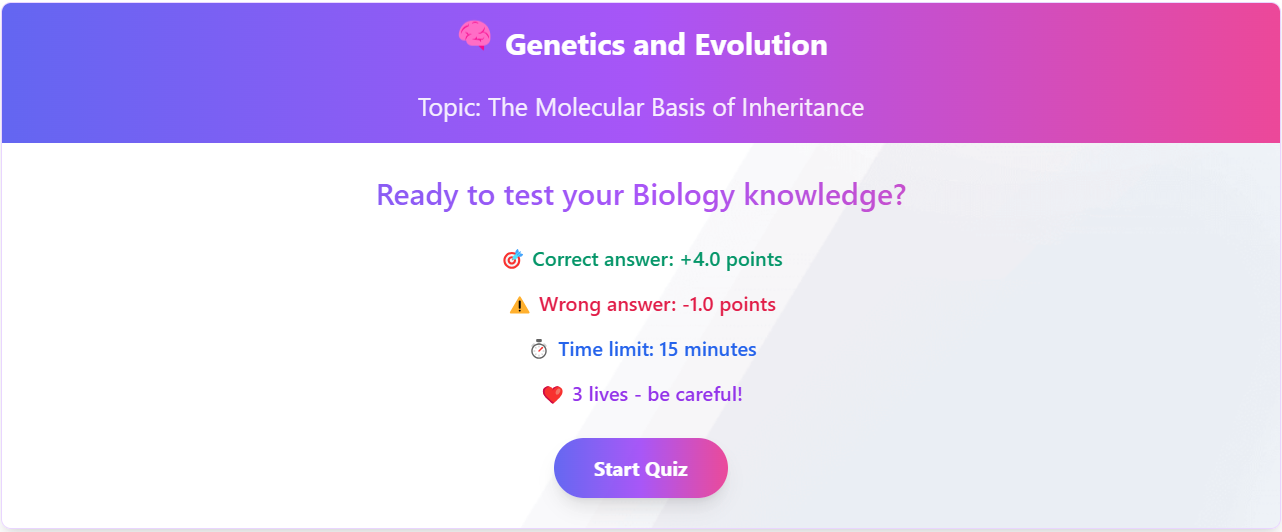 Genetics and Evolution
Topic: The Molecular Basis of Inheritance
Ready to test your Biology knowledge?
Correct answer: +4.0 points
Wrong answer: -1.0 points
Time limit: 15 minutes
3 lives - be careful!
Start Quiz